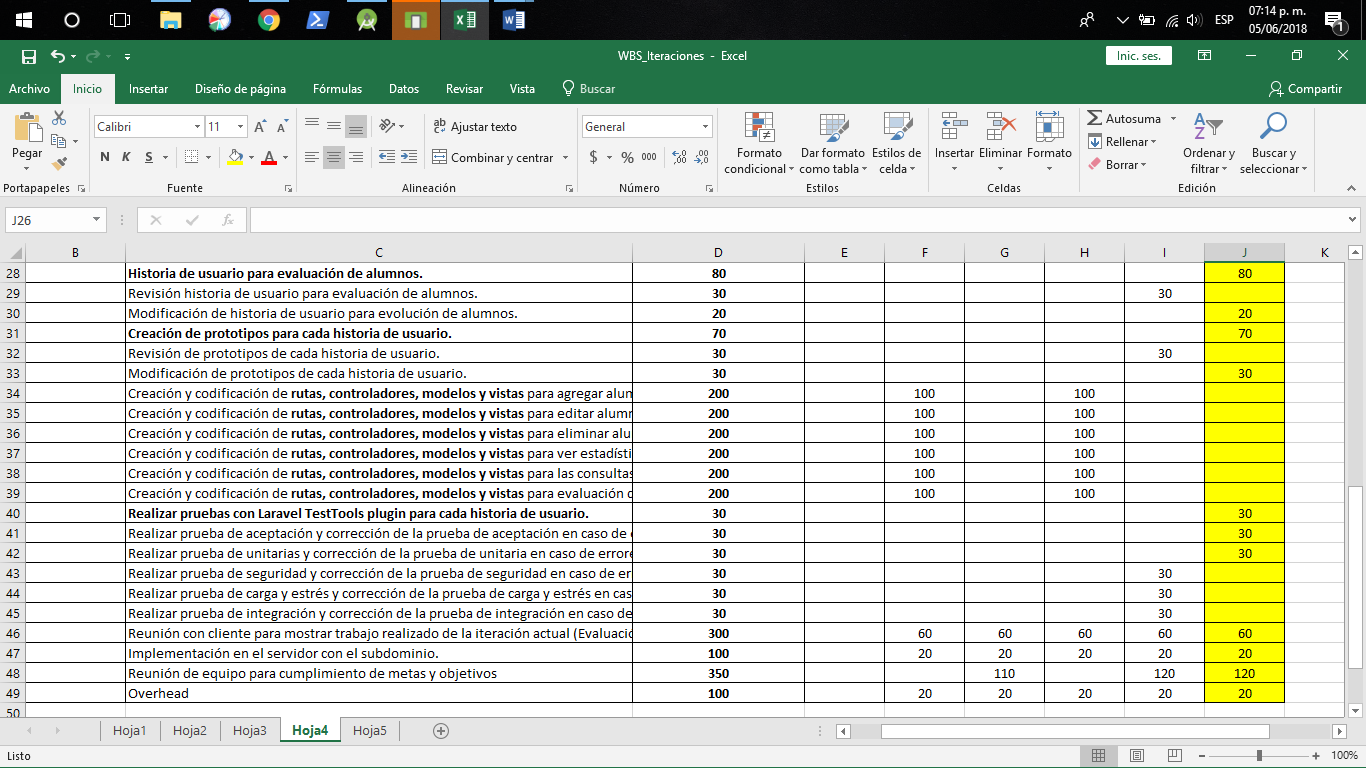 07:14 p. m.
ESP
05/06/2018
1
WBS_Iteraciones - Excel
Inic. ses.
Archivo Inicio Insertar Diseño de página Fórmulas Datos Revisar Vista Buscar Compartir
Pegar
Calibri 11
N K S
Ajustar texto
Combinar y centrar
General
$ % 000
Formato condicional
Dar formato como tabla
Estilos de celda
Insertar Eliminar Formato
Autosuma
Rellenar
Borrar
Ordenar y filtrar
Buscar y seleccionar
Portapapeles Fuente Alineación Número Estilos Celdas Edición
J26 fx
B C D E F G H I J K
28 Historia de usuario para evaluación de alumnos. 80 80
29 Revisión historia de usuario para evaluación de alumnos. 30 30
30 Modificación de historia de usuario para evolución de alumnos. 20 20
31 Creación de prototipos para cada historia de usuario. 70 70
32 Revisión de prototipos de cada historia de usuario. 30 30
33 Modificación de prototipos de cada historia de usuario. 30 30
34 Creación y codificación de rutas, controladores, modelos y vistas para agregar alum 200 100 100
35 Creación y codificación de rutas, controladores, modelos y vistas para editar alumn 200 100 100
36 Creación y codificación de rutas, controladores, modelos y vistas para eliminar alu 200 100 100
37 Creación y codificación de rutas, controladores, modelos y vistas para ver estadísti 200 100 100
38 Creación y codificación de rutas, controladores, modelos y vistas para las consultas 200 100 100
39 Creación y codificación de rutas, controladores, modelos y vistas para evaluación d 200 100 100
40 Realizar pruebas con Laravel TestTools plugin para cada historia de usuario. 30 30
41 Realizar prueba de aceptación y corrección de la prueba de aceptación en caso de e 30 30
42 Realizar prueba de unitarias y corrección de la prueba de unitaria en caso de errore 30 30
43 Realizar prueba de seguridad y corrección de la prueba de seguridad en caso de er 30 30
44 Realizar prueba de carga y estrés y corrección de la prueba de carga y estrés en cas 30 30
45 Realizar prueba de integración y corrección de la prueba de integración en caso de 30 30
46 Reunión con cliente para mostrar trabajo realizado de la iteración actual (Evaluació 300 60 60 60 60 60
47 Implementación en el servidor con el subdominio. 100 20 20 20 20 20
48 Reunión de equipo para cumplimiento de metas y objetivos 350 110 120 120
49 Overhead 100 20 20 20 20 20
50
Hoja1 Hoja2 Hoja3 Hoja4 Hoja5
Listo 100%